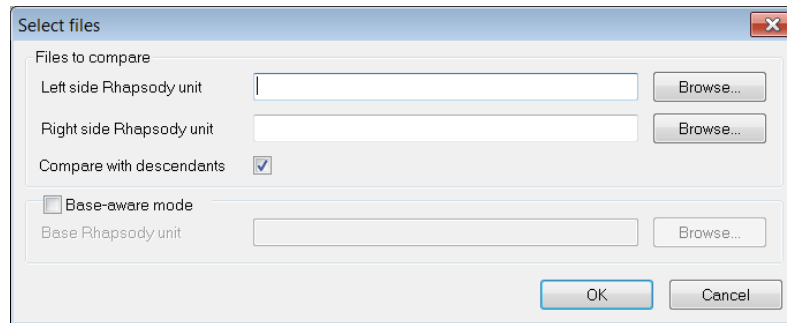 Select files
Files to compare
Left side Rhapsody unit
Browse...
Right side Rhapsody unit
Browse...
Compare with descendants
Base-aware mode
Base Rhapsody unit
Browse...
OK
Cancel